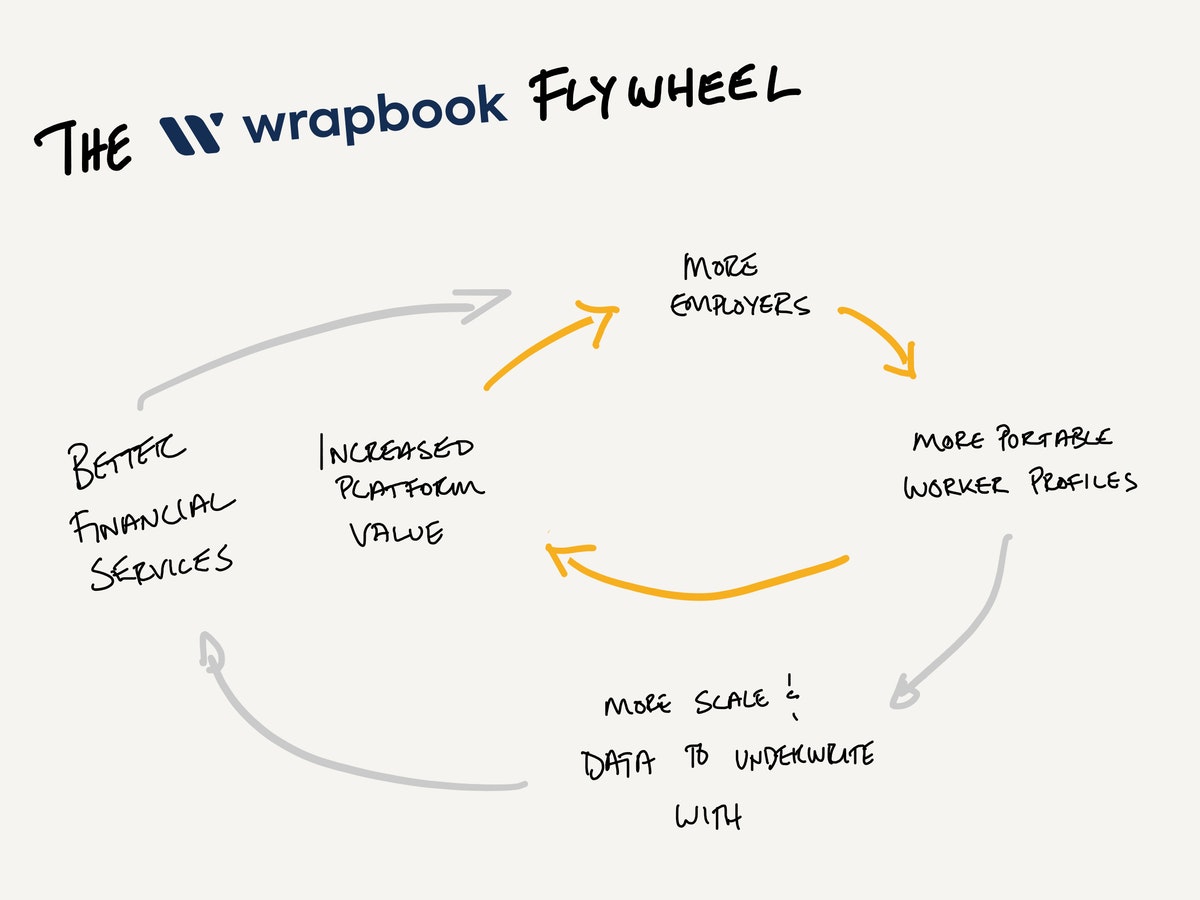 THE wrapbook FLYWHEEL
MORE
EMPLOYERS
MORE PORTABLE
WORKER PROFILES
MORE SCALE &
DATA TO UNDERWRITE
WITH
INCREASED
PLATFORM
VALUE
BETTER
FINANCIAL
SERVICES